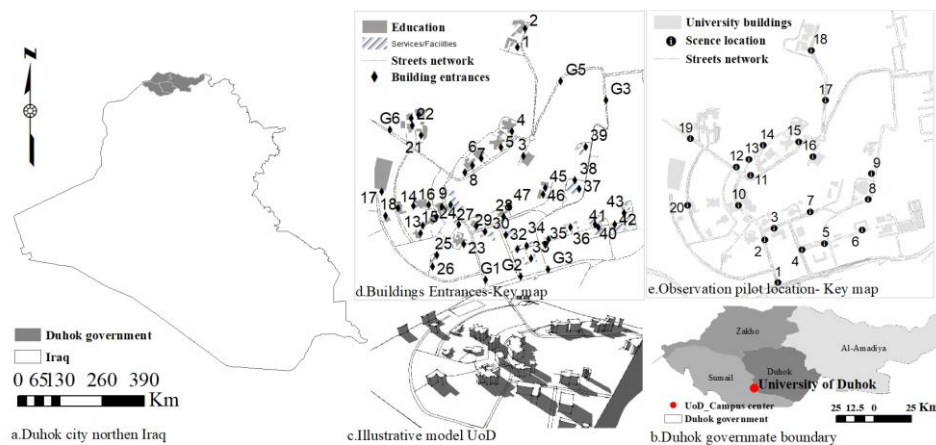 N
Duhok government
Iraq
0 65130 260 390
Km
a.Duhok city northen Iraq
Education
Services/Facilities
Streets network
Building entrances
2
1
G5
G3
G6
22
21
4
5
3
39
6
7
8
38
37
17
18
14
16
9
45
46
47
28
13
15
24
27
29
30
34
35
41
43
40
42
36
25
23
32
33
26
G1
G2
G3
d.Buildings Entrances-Key map
University buildings
Scence location
Streets network
18
17
19
14
15
13
16
12
11
9
8
20
10
7
3
2
5
6
4
1
e.Observation pilot location- Key map
c.Illustrative model UoD
Zakho
Al-Amadiya
Sumail
Duhok
University of Duhok
UoD_Campus center
Duhok government
25 12.5 0 25 Km
b.Duhok governmate boundary